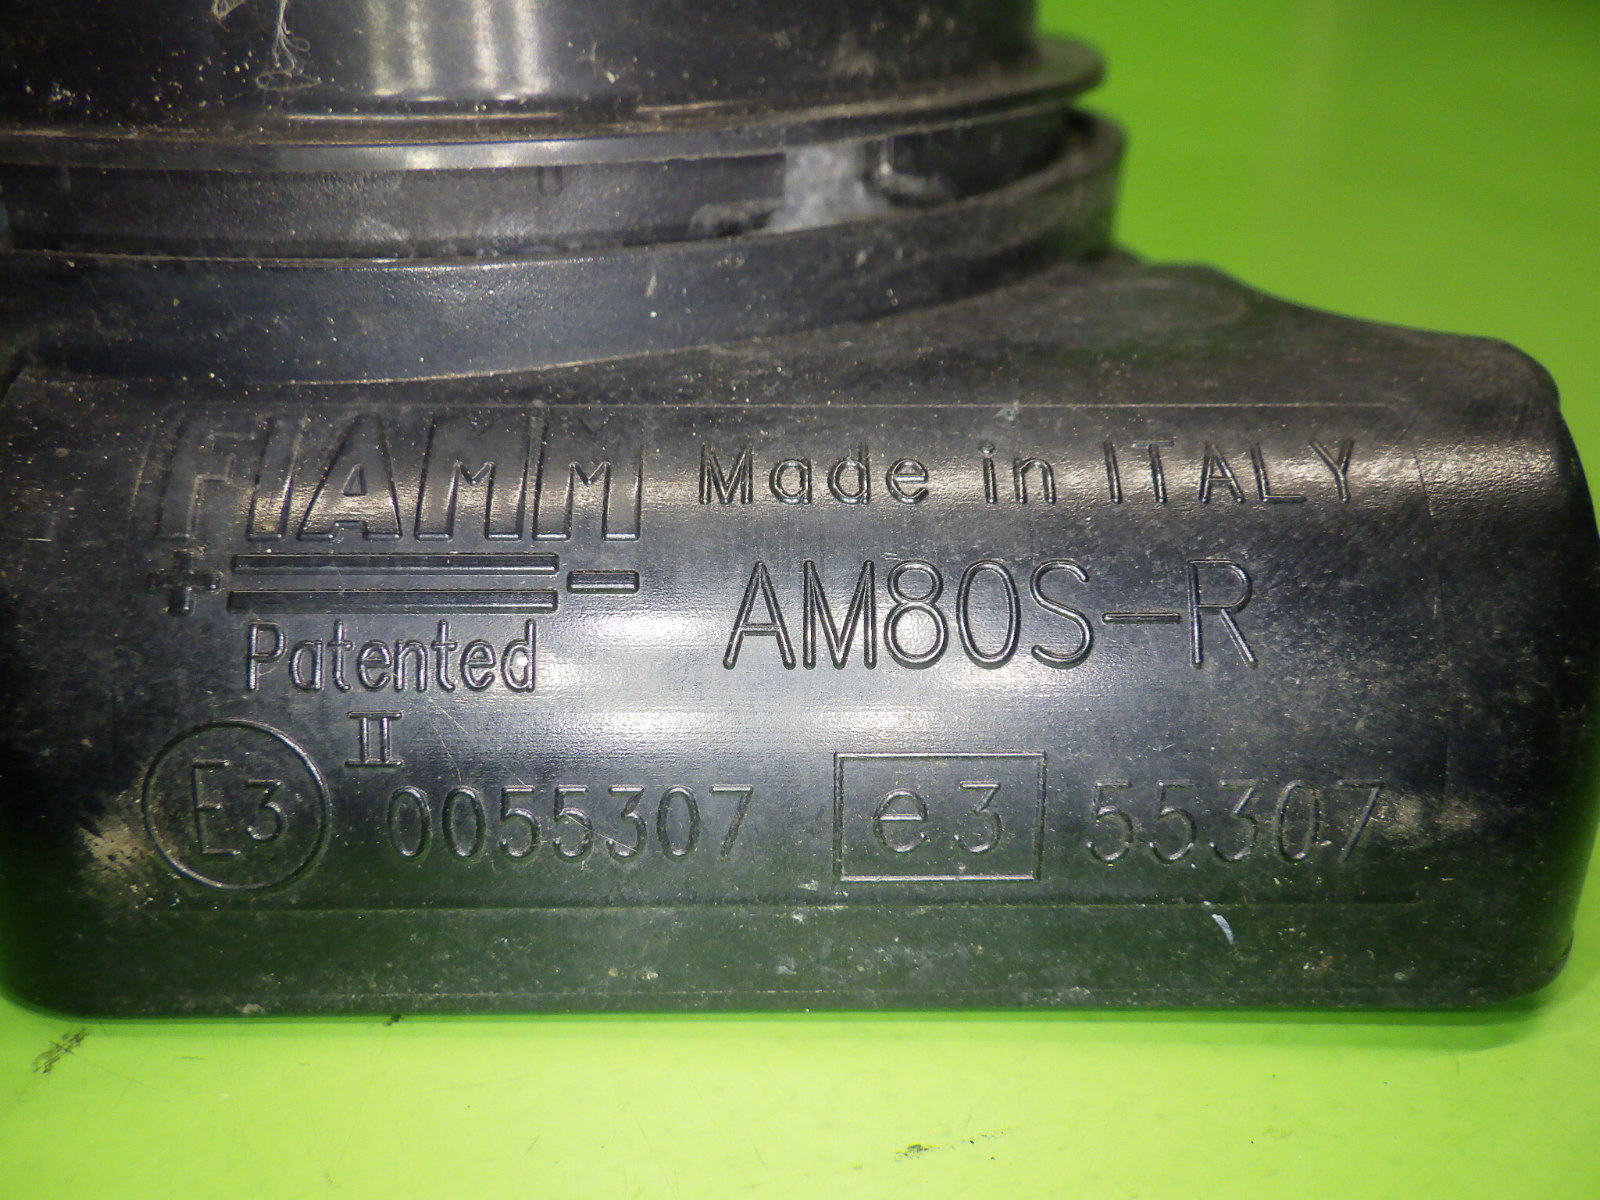 FIAMM Made in ITALY
+ - AM80S-R
Patented
II
E3 0055307 e3 55307